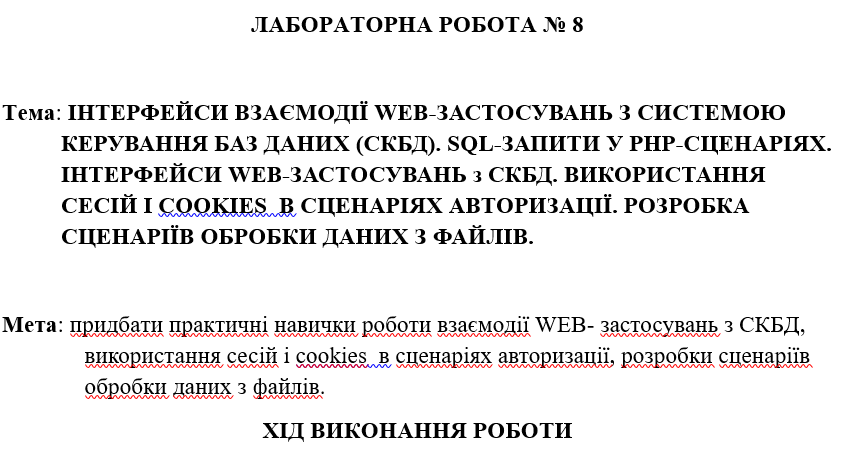 ЛАБОРАТОРНА РОБОТА № 8
Тема: ІНТЕРФЕЙСИ ВЗАЄМОДІЇ WEB-ЗАСТОСУВАНЬ З СИСТЕМОЮ
КЕРУВАННЯ БАЗ ДАНИХ (СКБД). SQL-ЗАПИТИ У PHP-СЦЕНАРІЯХ.
ІНТЕРФЕЙСИ WEB-ЗАСТОСУВАНЬ з СКБД. ВИКОРИСТАННЯ
СЕСІЙ І COOKIES В СЦЕНАРІЯХ АВТОРИЗАЦІЇ. РОЗРОБКА
СЦЕНАРІЇВ ОБРОБКИ ДАНИХ З ФАЙЛІВ.
Мета: придбати практичні навички роботи взаємодії WEB- застосувань з СКБД,
використання сесій і cookies в сценаріях авторизації, розробки сценаріїв
обробки даних з файлів.
ХІД ВИКОНАННЯ РОБОТИ